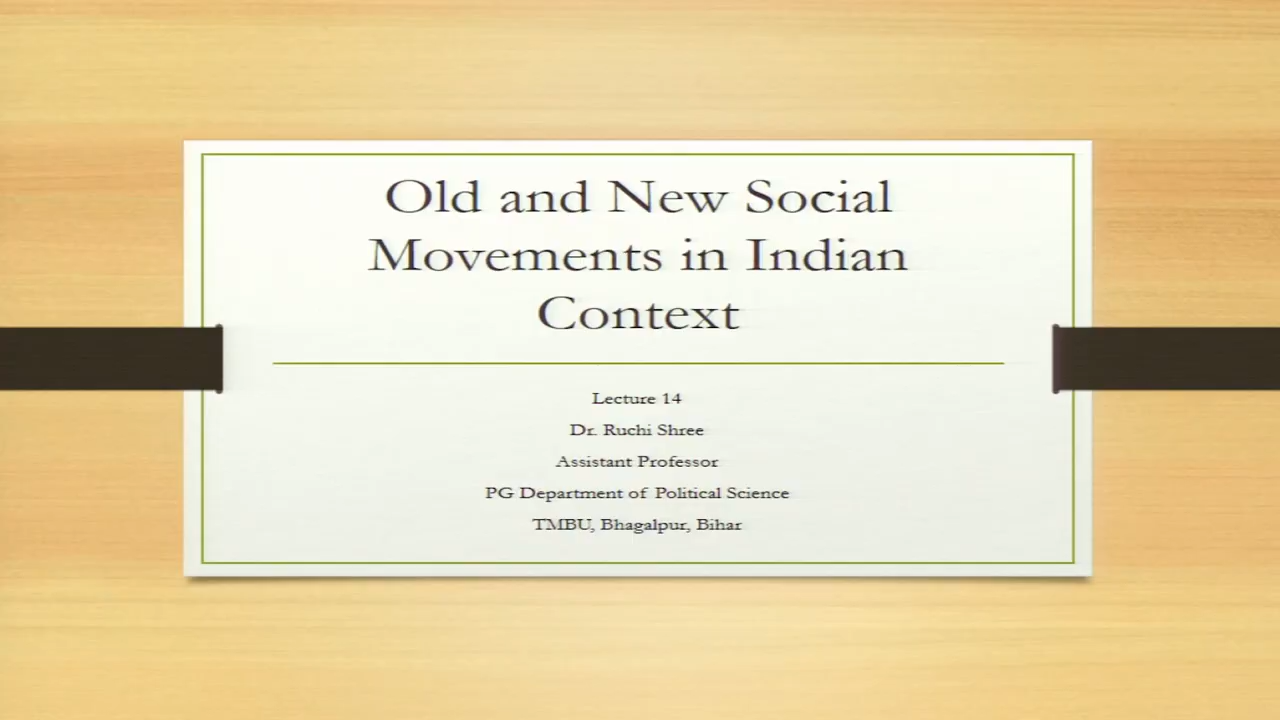 Old and New Social
Movements in Indian
Context
Lecture 14
Dr. Ruchi Shree
Assistant Professor
PG Department of Political Science
TMBU, Bhagalpur, Bihar